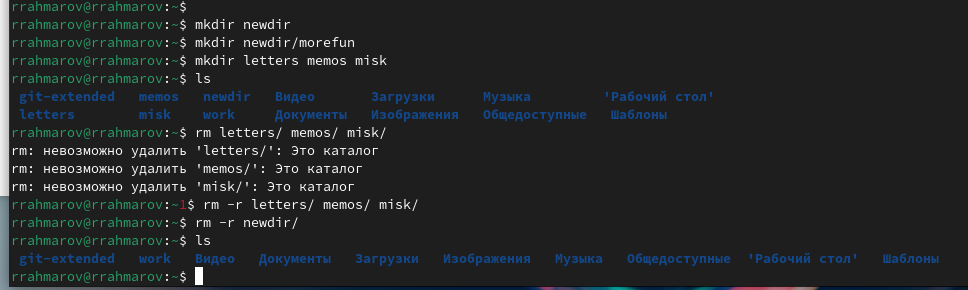 rrahmarov@rrahmarov:~$
rrahmarov@rrahmarov:~$ mkdir newdir
rrahmarov@rrahmarov:~$ mkdir newdir/morefun
rrahmarov@rrahmarov:~$ mkdir letters memos misk
rrahmarov@rrahmarov:~$ ls
git-extended memos newdir Видео Загрузки Музыка 'Рабочий стол'
letters misk work Документы Изображения Общедоступные Шаблоны
rrahmarov@rrahmarov:~$ rm letters/ memos/ misk/
rm: невозможно удалить 'letters/': Это каталог
rm: невозможно удалить 'memos/': Это каталог
rm: невозможно удалить 'misk/': Это каталог
rrahmarov@rrahmarov:~1$ rm -r letters/ memos/ misk/
rrahmarov@rrahmarov:~$ rm -r newdir/
rrahmarov@rrahmarov:~$ ls
git-extended work Видео Документы Загрузки Изображения Музыка Общедоступные 'Рабочий стол' Шаблоны
rrahmarov@rrahmarov:~$